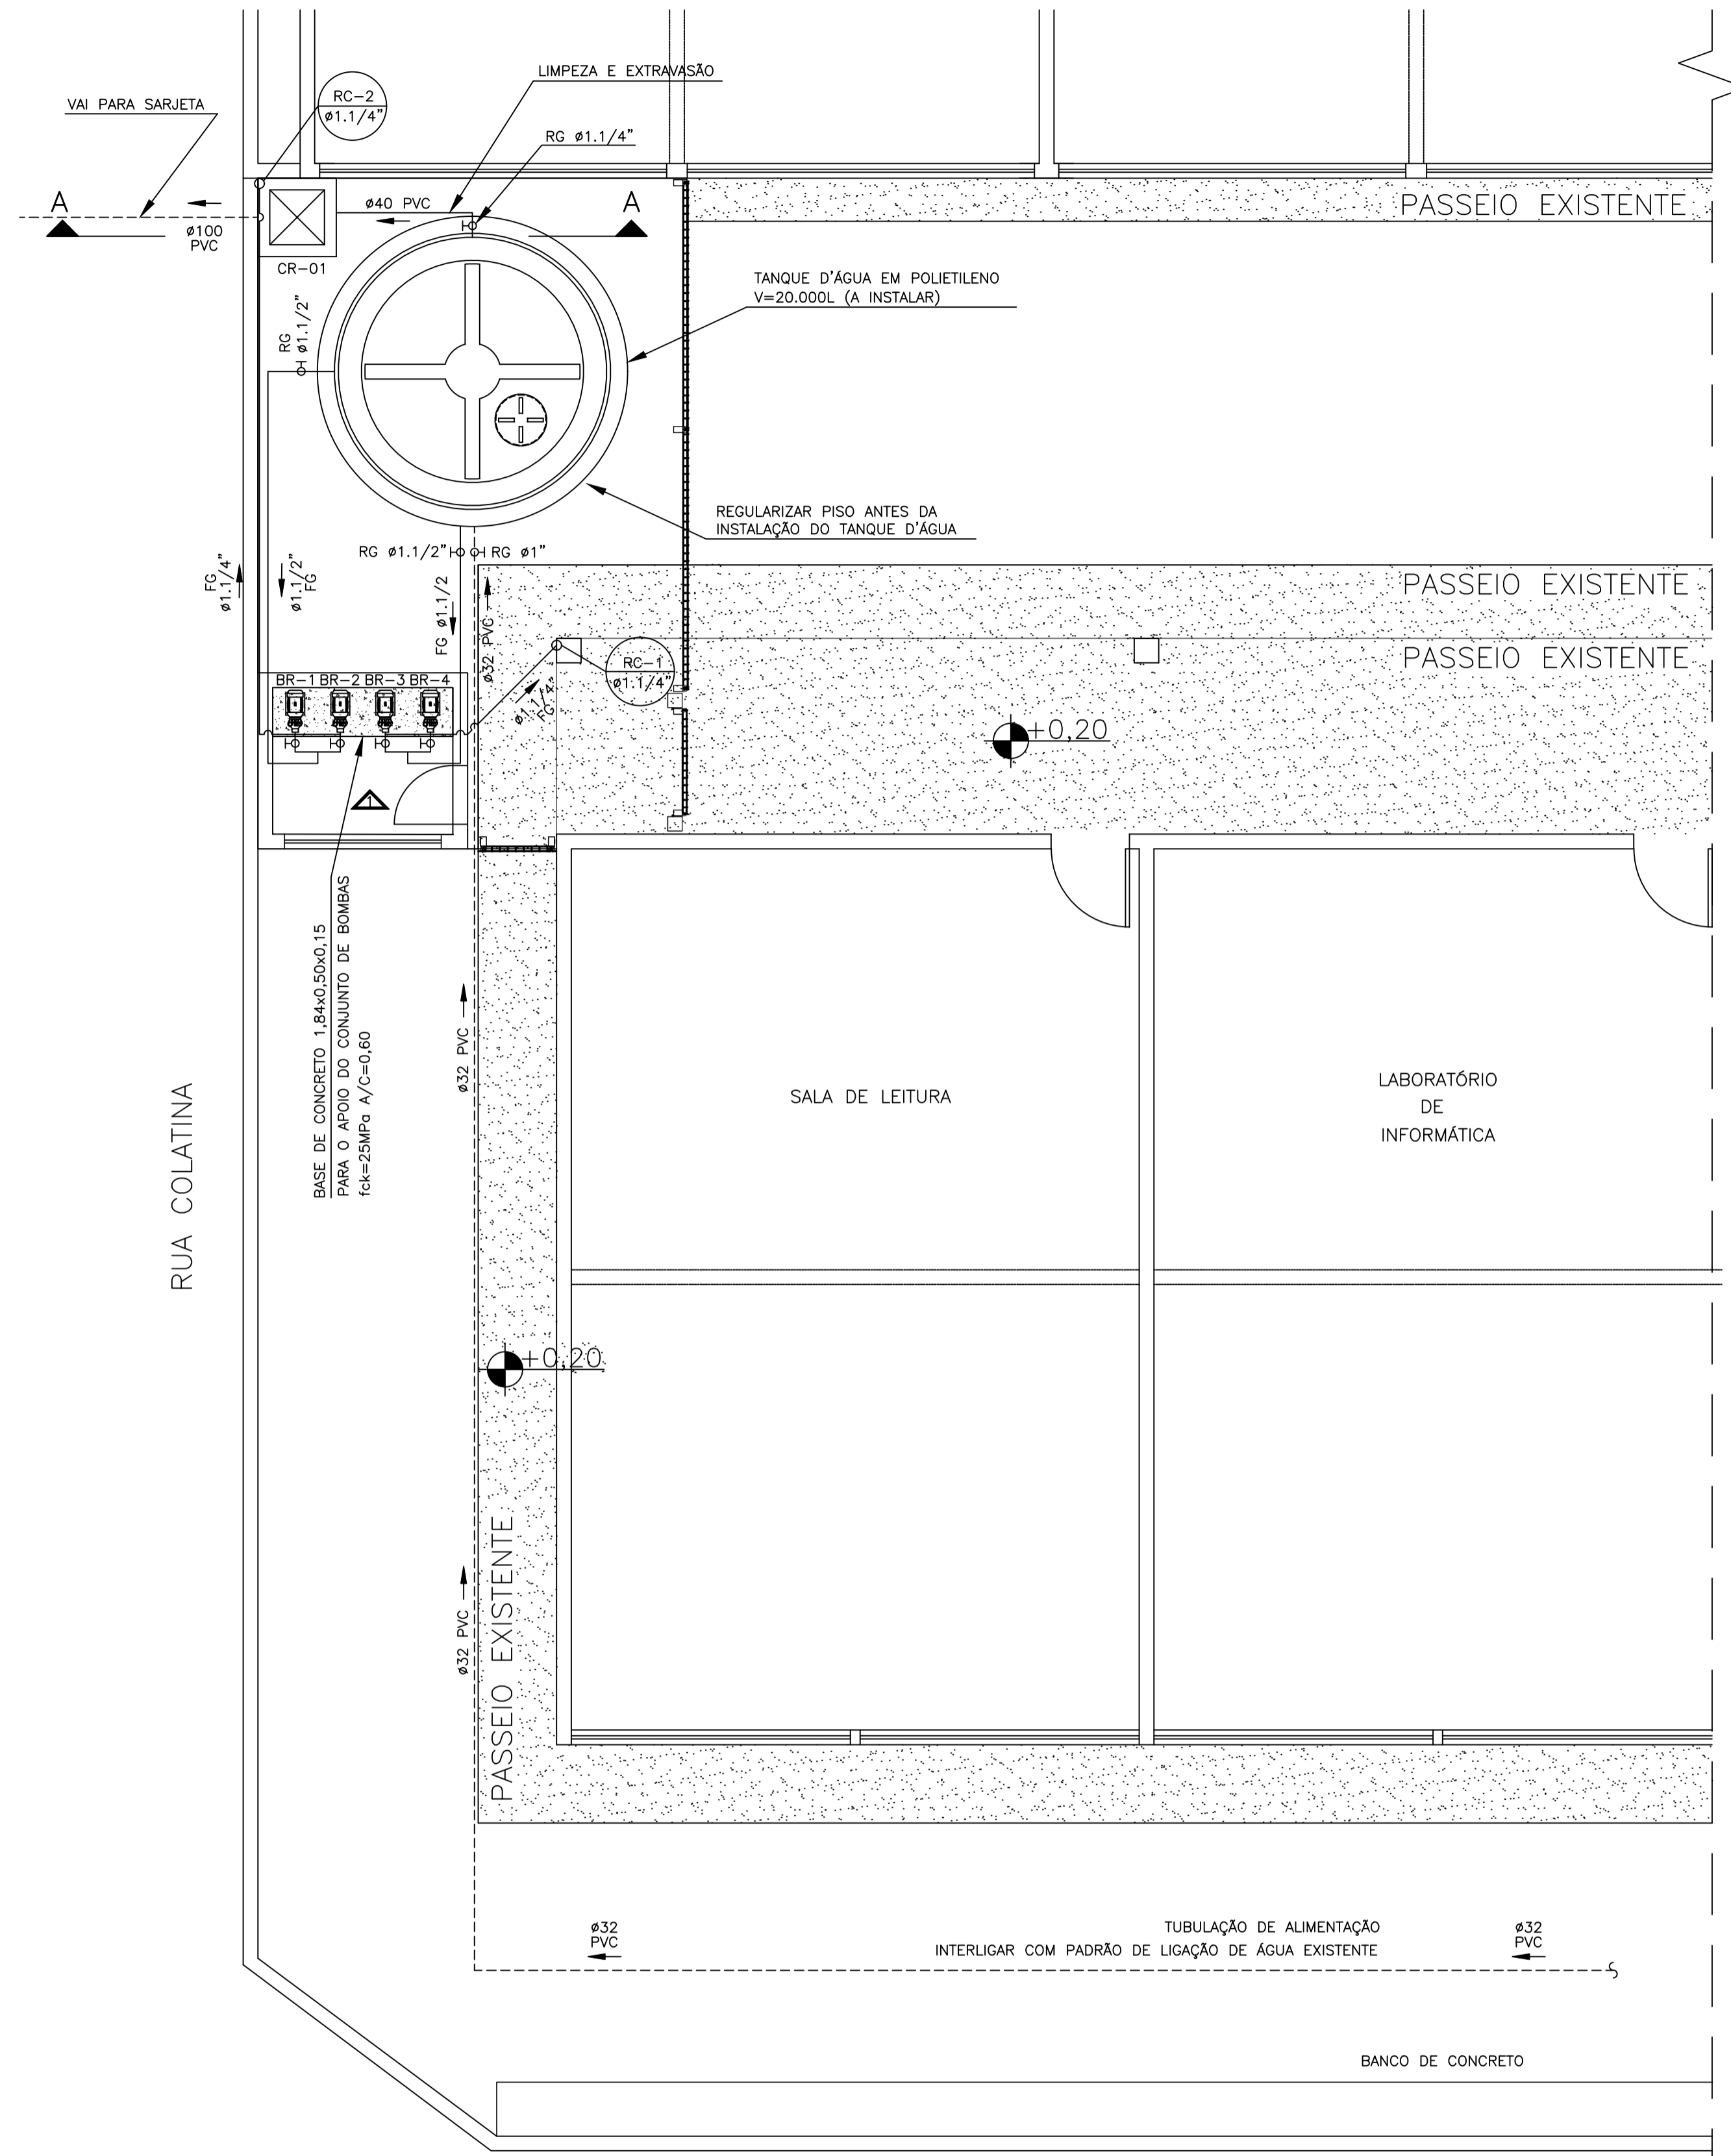 LIMPEZA E EXTRAVASÃO
VAI PARA SARJETA
RC-2
ø1.1/4"
RG ø1.1/4"
A
ø40 PVC
A
PASSEIO EXISTENTE
ø100
PVC
CR-01
TANQUE D'ÁGUA EM POLIETILENO
V=20.000L (A INSTALAR)
RG
ø1.1/2"
REGULARIZAR PISO ANTES DA
INSTALAÇÃO DO TANQUE D'ÁGUA
RG ø1.1/2"
RG ø1"
FG
ø1.1/4"
ø1.1/2"
FG
FG ø1.1/2
ø32 PVC
PASSEIO EXISTENTE
PASSEIO EXISTENTE
RC-1
ø1.1/4"
ø1.1/4"
FG
BR-1 BR-2 BR-3 BR-4
+0,20
1
BASE DE CONCRETO 1,84x0,50x0,15
PARA O APOIO DO CONJUNTO DE BOMBAS
fck=25MPa A/C=0,60
ø32 PVC
SALA DE LEITURA
LABORATÓRIO
DE
INFORMÁTICA
RUA COLATINA
+0,20
ø32 PVC
PASSEIO EXISTENTE
ø32
PVC
TUBULAÇÃO DE ALIMENTAÇÃO
INTERLIGAR COM PADRÃO DE LIGAÇÃO DE ÁGUA EXISTENTE
ø32
PVC
BANCO DE CONCRETO